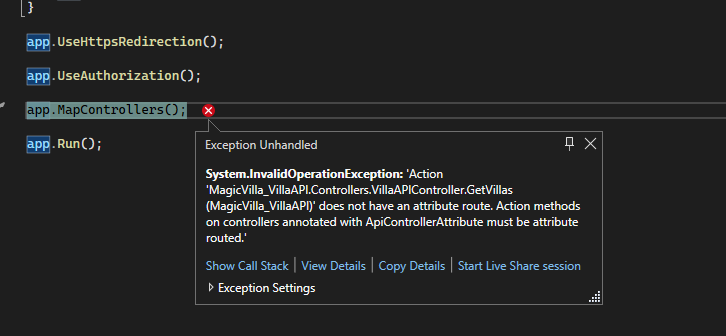 }
app.UseHttpsRedirection();
app.UseAuthorization();
app.MapControllers();
app.Run();
Exception Unhandled
System.InvalidOperationException: 'Action
'MagicVilla_VillaAPI.Controllers.VillaAPIController.GetVillas
(MagicVilla_VillaAPI)' does not have an attribute route. Action methods
on controllers annotated with ApiControllerAttribute must be attribute
routed.'
Show Call Stack | View Details | Copy Details | Start Live Share session
Exception Settings